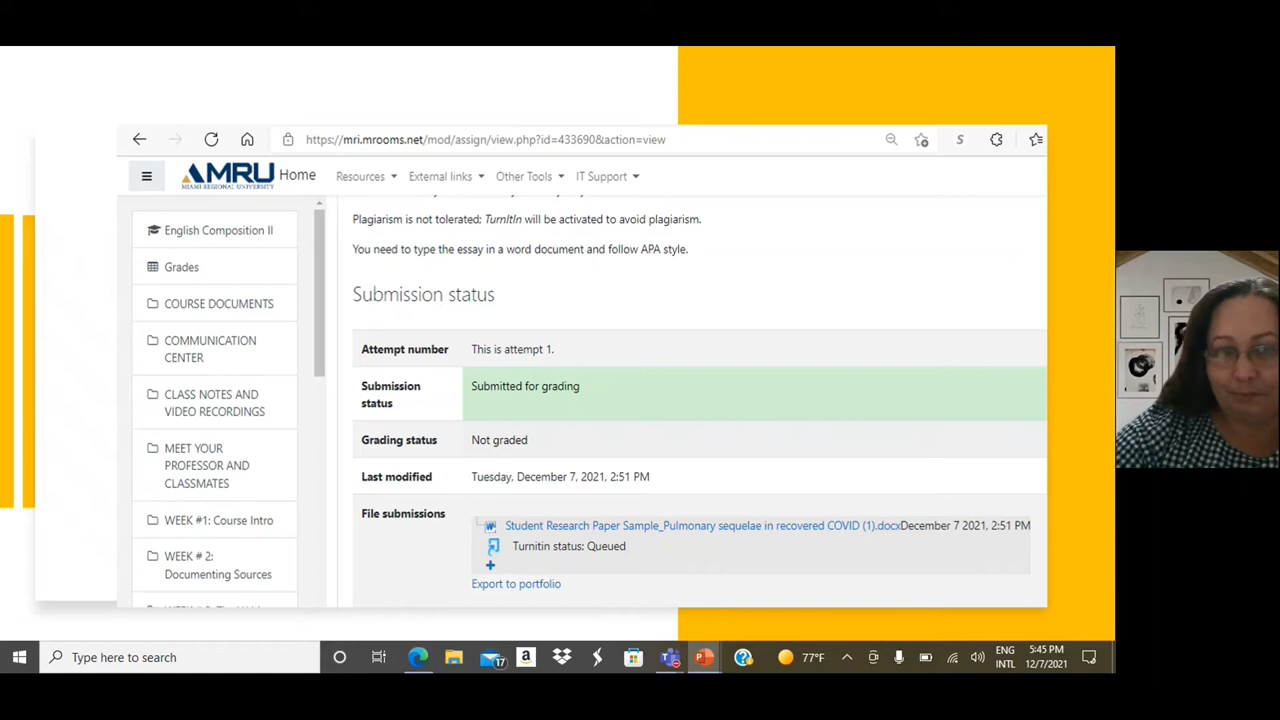 https://mri.mrooms.net/mod/assign/view.php?id=433690&action=view
S
AMRU
MIAMI REGIONAL UNIVERSITY
Home
Resources
External links
Other Tools
IT Support
English Composition II
Grades
COURSE DOCUMENTS
COMMUNICATION
CENTER
CLASS NOTES AND
VIDEO RECORDINGS
MEET YOUR
PROFESSOR AND
CLASSMATES
WEEK #1: Course Intro
WEEK # 2:
Documenting Sources
Plagiarism is not tolerated; TurnItIn will be activated to avoid plagiarism.
You need to type the essay in a word document and follow APA style.
Submission status
Attempt number This is attempt 1.
Submission
status
Submitted for grading
Grading status Not graded
Last modified Tuesday, December 7, 2021, 2:51 PM
File submissions
Student Research Paper Sample_Pulmonary sequelae in recovered COVID (1).docxDecember 7 2021, 2:51 PM
Turnitin status: Queued
Export to portfolio
Type here to search
17
77°F
ENG
INTL
5:45 PM
12/7/2021